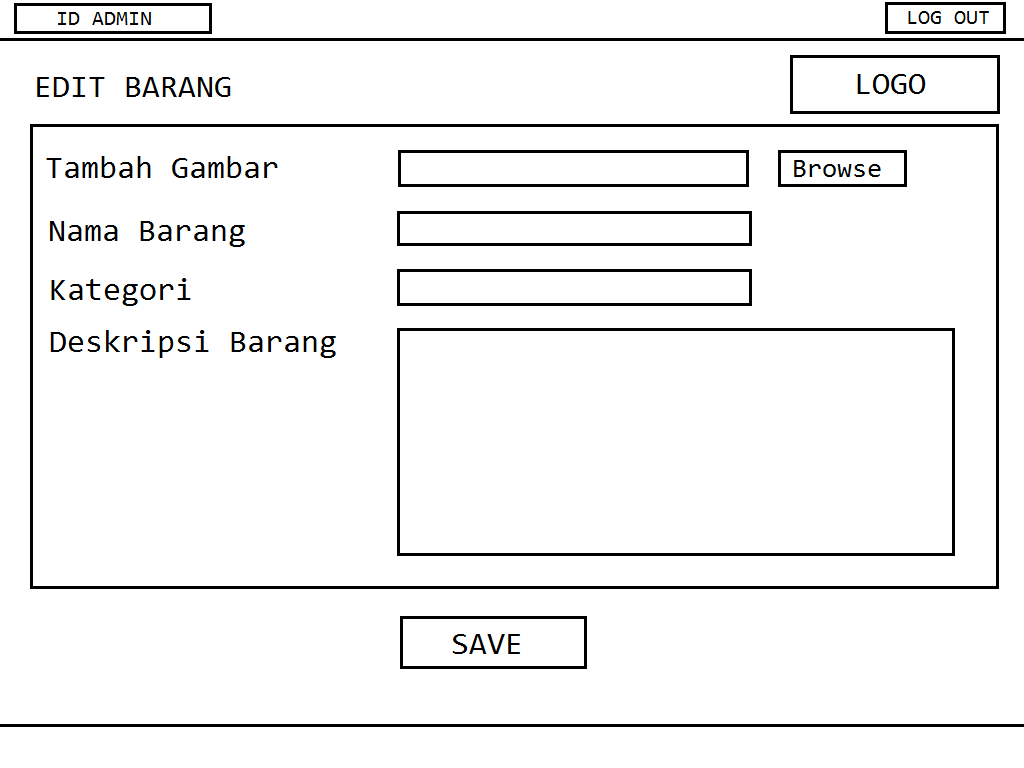 ID ADMIN
LOG OUT
EDIT BARANG
LOGO
Tambah Gambar
Browse
Nama Barang
Kategori
Deskripsi Barang
SAVE